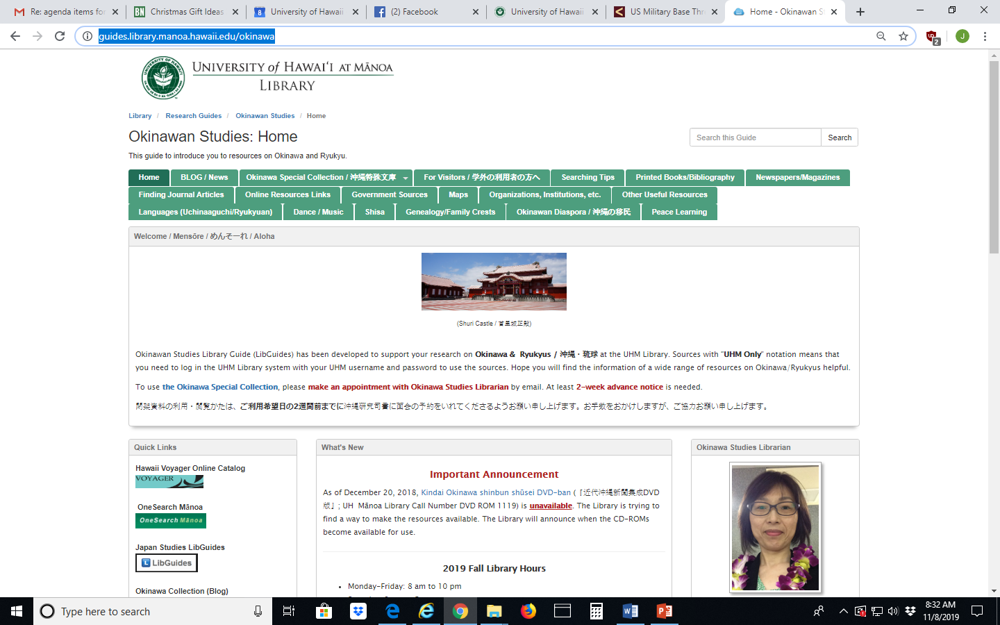 Re: agenda items for
Christmas Gift Ideas
University of Hawaii
(2) Facebook
University of Hawaii
US Military Base Thr
Home - Okinawan S
guides.library.manoa.hawaii.edu/okinawa
2
J
UNIVERSITY of HAWAIʻI AT MĀNOA
LIBRARY
Library / Research Guides / Okinawan Studies / Home
Okinawan Studies: Home
Search this Guide Search
This guide to introduce you to resources on Okinawa and Ryukyu.
Home BLOG / News Okinawa Special Collection / 沖縄特殊文庫 For Visitors / 学外の利用者の方へ Searching Tips Printed Books/Bibliography Newspapers/Magazines
Finding Journal Articles Online Resources Links Government Sources Maps Organizations, Institutions, etc. Other Useful Resources
Languages (Uchinaaguchi/Ryukyuan) Dance / Music Shisa Genealogy/Family Crests Okinawan Diaspora / 沖縄の移民 Peace Learning
Welcome / Mensōre / めんそーれ / Aloha
(Shuri Castle / 首里城正殿)
Okinawan Studies Library Guide (LibGuides) has been developed to support your research on Okinawa & Ryukyus / 沖縄・琉球 at the UHM Library. Sources with "UHM Only" notation means that
you need to log in the UHM Library system with your UHM username and password to use the sources. Hope you will find the information of a wide range of resources on Okinawa/Ryukyus helpful.
To use the Okinawa Special Collection, please make an appointment with Okinawa Studies Librarian by email. At least 2-week advance notice is needed.
閉架資料の利用・閲覧かたは、ご利用希望日の2週間前までに沖縄研究司書に面会の予約をいれてくださるようお願い申し上げます。お手数をおかけしますが、ご協力お願い申し上げます。
Quick Links
Hawaii Voyager Online Catalog
VOYAGER
OneSearch Mānoa
OneSearch Mānoa
Japan Studies LibGuides
L LibGuides
Okinawa Collection (Blog)
What's New
Important Announcement
As of December 20, 2018, Kindai Okinawa shinbun shūsei DVD-ban (『近代沖縄新聞集成DVD
版』; UH Mānoa Library Call Number DVD ROM 1119) is unavailable. The Library is trying to
find a way to make the resources available. The Library will announce when the CD-ROMs
become available for use.
2019 Fall Library Hours
Monday-Friday: 8 am to 10 pm
Okinawa Studies Librarian
Type here to search
8:32 AM
11/8/2019